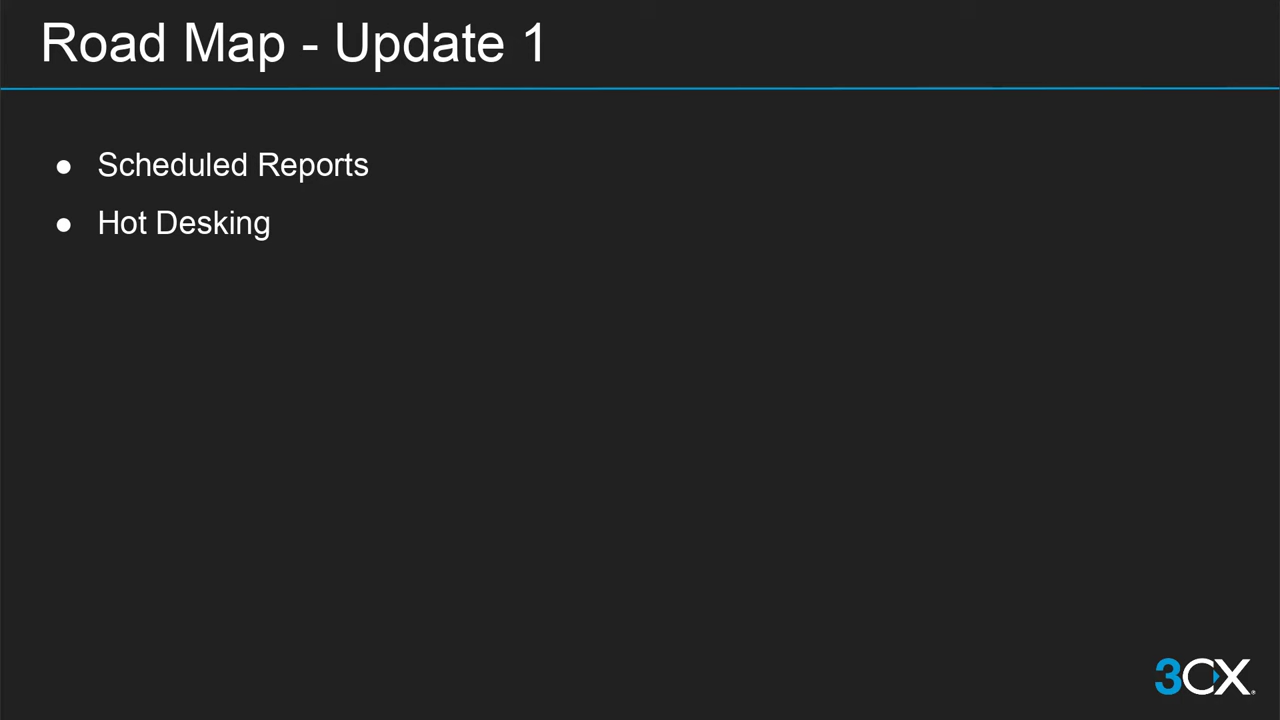 Road Map - Update 1
● Scheduled Reports
● Hot Desking
3CX®